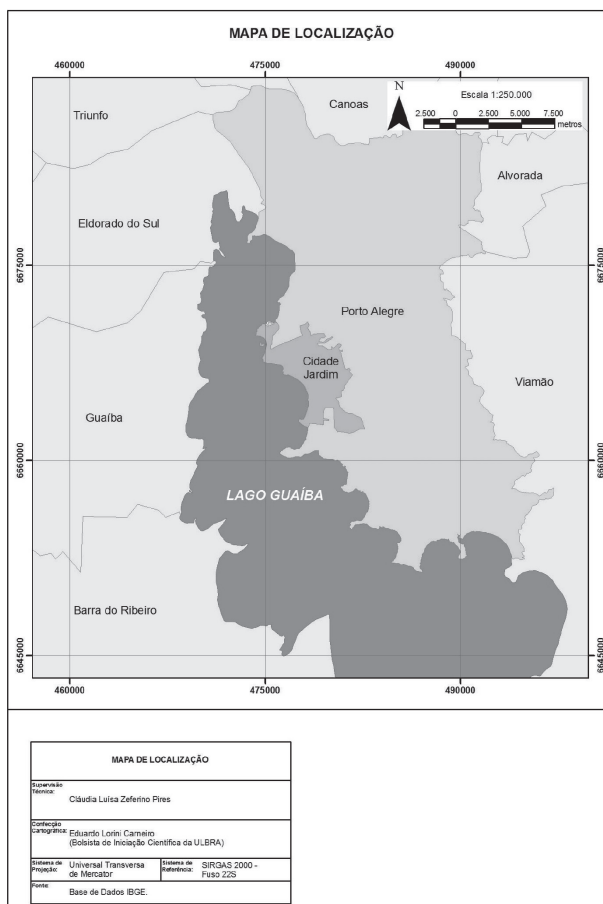 MAPA DE LOCALIZAÇÃO
460000 475000 490000
N
Escala 1:250.000
2.500 0 2.500 5.000 7.500
metros
Triunfo
Canoas
Alvorada
Eldorado do Sul
6675000 6675000
Porto Alegre
Cidade
Jardim
Viamão
Guaíba
6660000 6660000
LAGO GUAÍBA
Barra do Ribeiro
6645000 6645000
460000 475000 490000
MAPA DE LOCALIZAÇÃO
Supervisão
Técnica:
Cláudia Luísa Zeferino Pires
Confecção
Cartográfica: Eduardo Lorini Carneiro
(Bolsista de Iniciação Científica da ULBRA)
Sistema de
Projeção:
Universal Transversa
de Mercator
Sistema de
Referência:
SIRGAS 2000 -
Fuso 22S
Fonte:
Base de Dados IBGE.